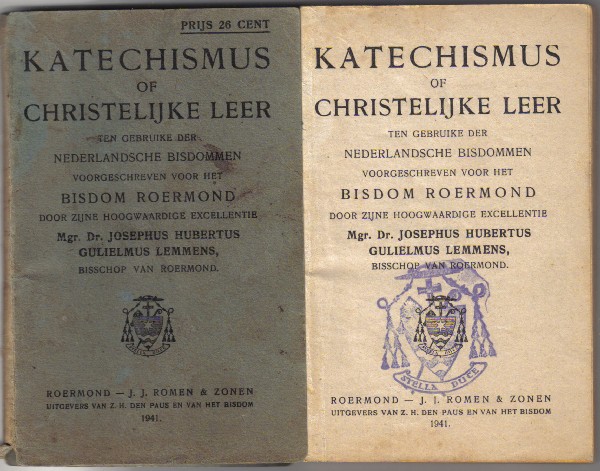 PRIJS 26 CENT
KATECHISMUS
OF
CHRISTELIJKE LEER
TEN GEBRUIKE DER
NEDERLANDSCHE BISDOMMEN
VOORGESCHREVEN VOOR HET
BISDOM ROERMOND
DOOR ZIJNE HOOGWAARDIGE EXCELLENTIE
Mgr. Dr. JOSEPHUS HUBERTUS
GULIELMUS LEMMENS,
BISSCHOP VAN ROERMOND.
STELLA DUCE
ROERMOND — J. J. ROMEN & ZONEN
UITGEVERS VAN Z. H. DEN PAUS EN VAN HET BISDOM
1941.
KATECHISMUS
OF
CHRISTELIJKE LEER
TEN GEBRUIKE DER
NEDERLANDSCHE BISDOMMEN
VOORGESCHREVEN VOOR HET
BISDOM ROERMOND
DOOR ZIJNE HOOGWAARDIGE EXCELLENTIE
Mgr. Dr. JOSEPHUS HUBERTUS
GULIELMUS LEMMENS,
BISSCHOP VAN ROERMOND.
STELLA DUCE
STELLA DUCE
ROERMOND — J. J. ROMEN & ZONEN
UITGEVERS VAN Z. H. DEN PAUS EN VAN HET BISDOM
1941.